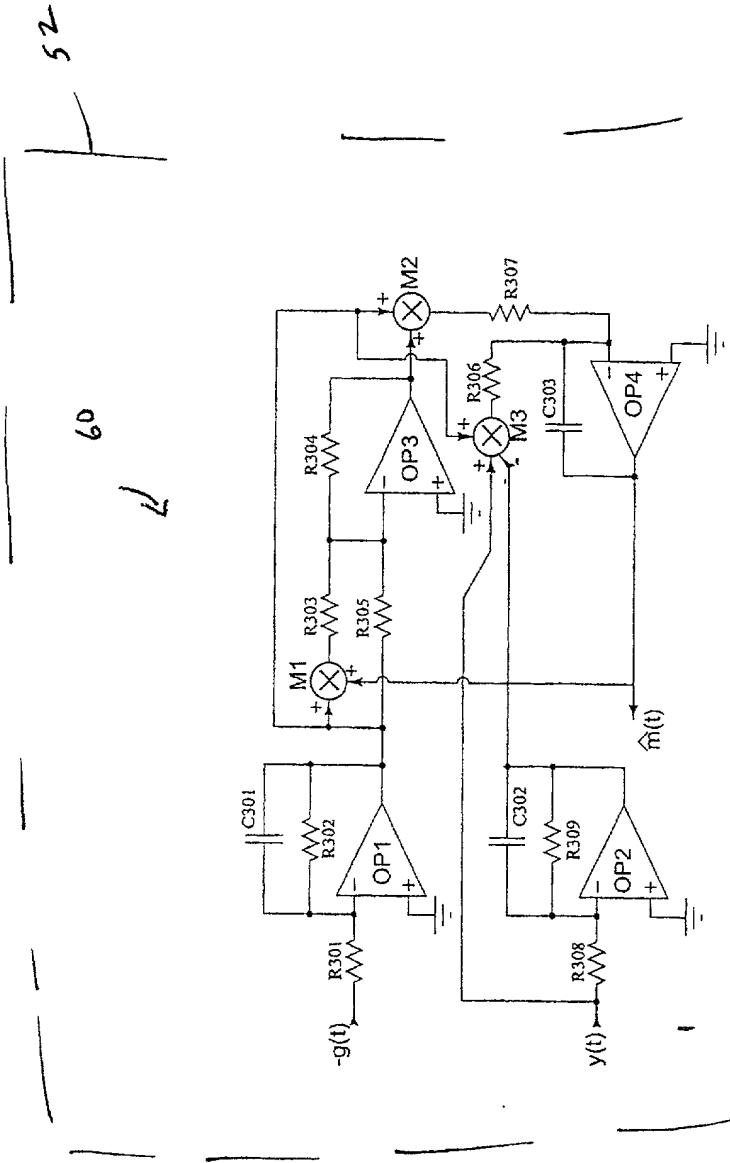 52
60
C301
R302
OP1
R301
-g(t)
M1
R303
R305
R304
OP3
M2
R307
R306
M3
C303
OP4
m̂(t)
C302
R309
OP2
R308
y(t)
+
+
+
+
+
+
+
+
+
+
+
-
-
-
-
-
-